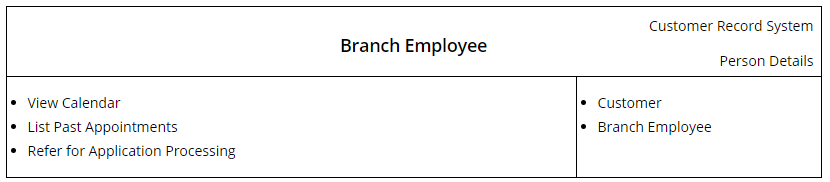 Customer Record System
Branch Employee
Person Details
View Calendar
List Past Appointments
Refer for Application Processing
Customer
Branch Employee